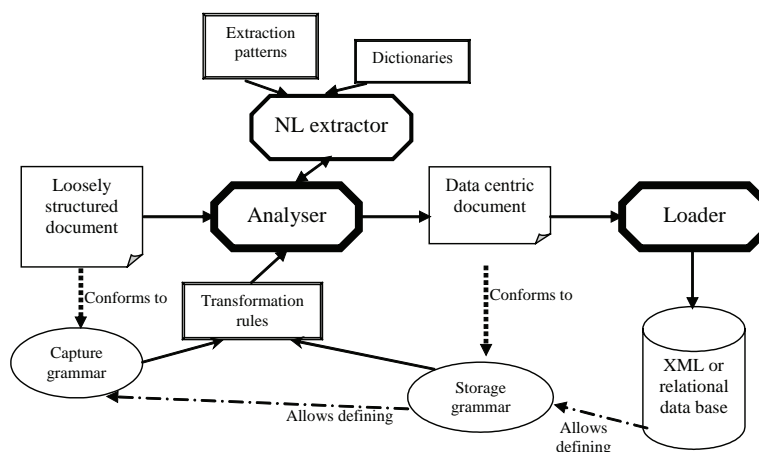 Extraction
patterns
Dictionaries
NL extractor
Loosely
structured
document
Analyser
Data centric
document
Loader
Conforms to
Transformation
rules
Conforms to
Capture
grammar
XML or
relational
data base
Storage
grammar
Allows defining
Allows
defining